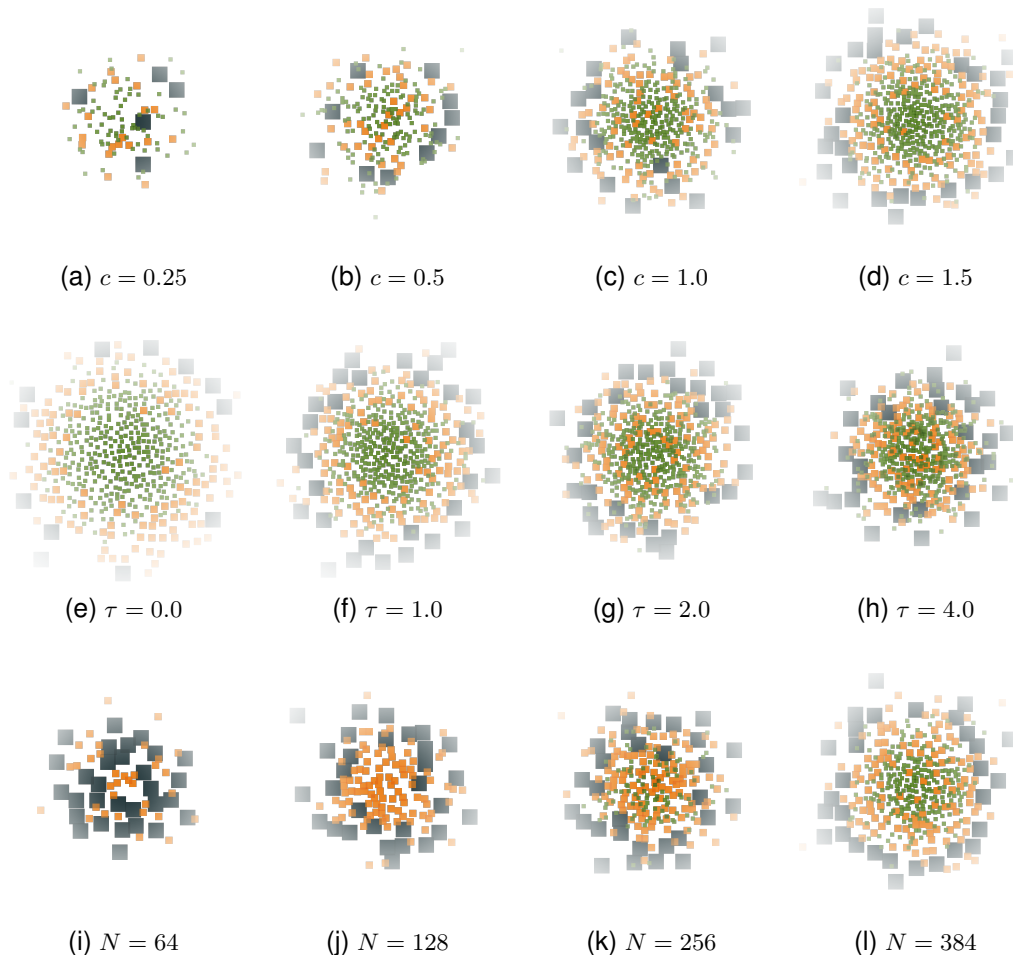 (a) c = 0.25
(b) c = 0.5
(c) c = 1.0
(d) c = 1.5
(e) τ = 0.0
(f) τ = 1.0
(g) τ = 2.0
(h) τ = 4.0
(i) N = 64
(j) N = 128
(k) N = 256
(l) N = 384